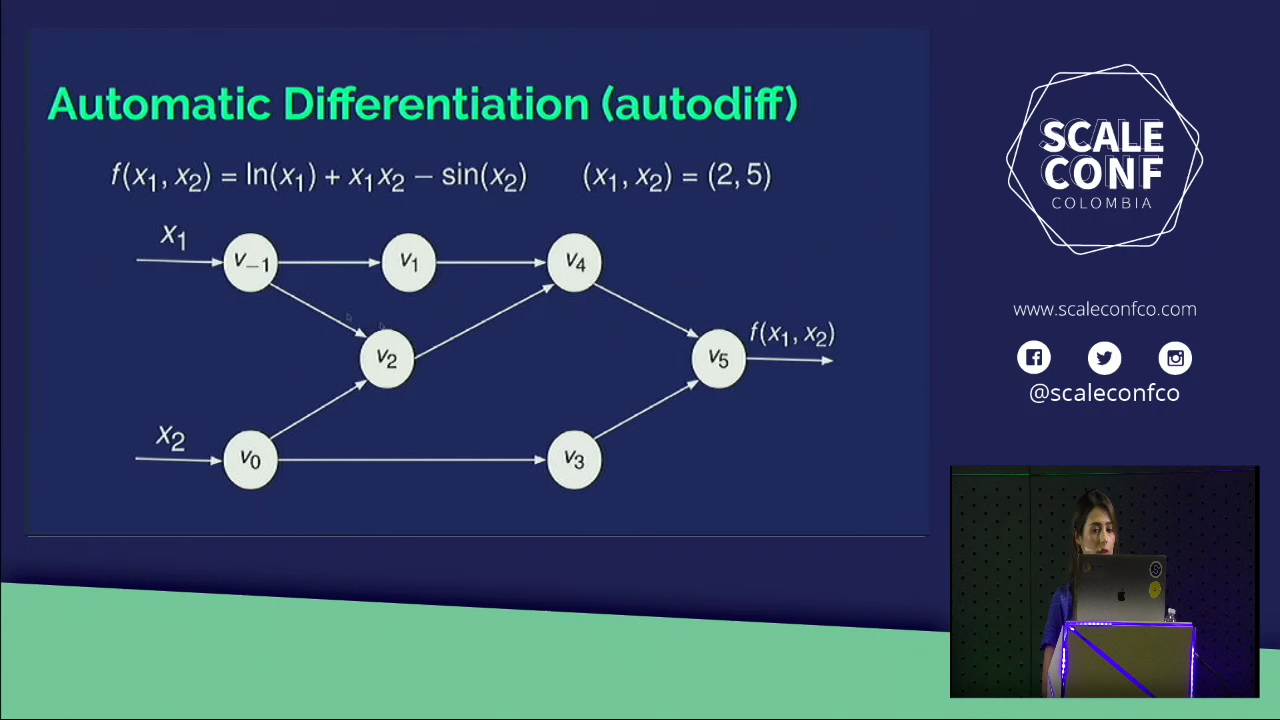 Automatic Differentiation (autodiff)
f(x₁, x₂) = ln(x₁) + x₁x₂ − sin(x₂) (x₁, x₂) = (2, 5)
x₁
v₋₁
v₁
v₄
v₂
v₅
f(x₁, x₂)
x₂
v₀
v₃
SCALE
CONF
COLOMBIA
www.scaleconfco.com
@scaleconfco